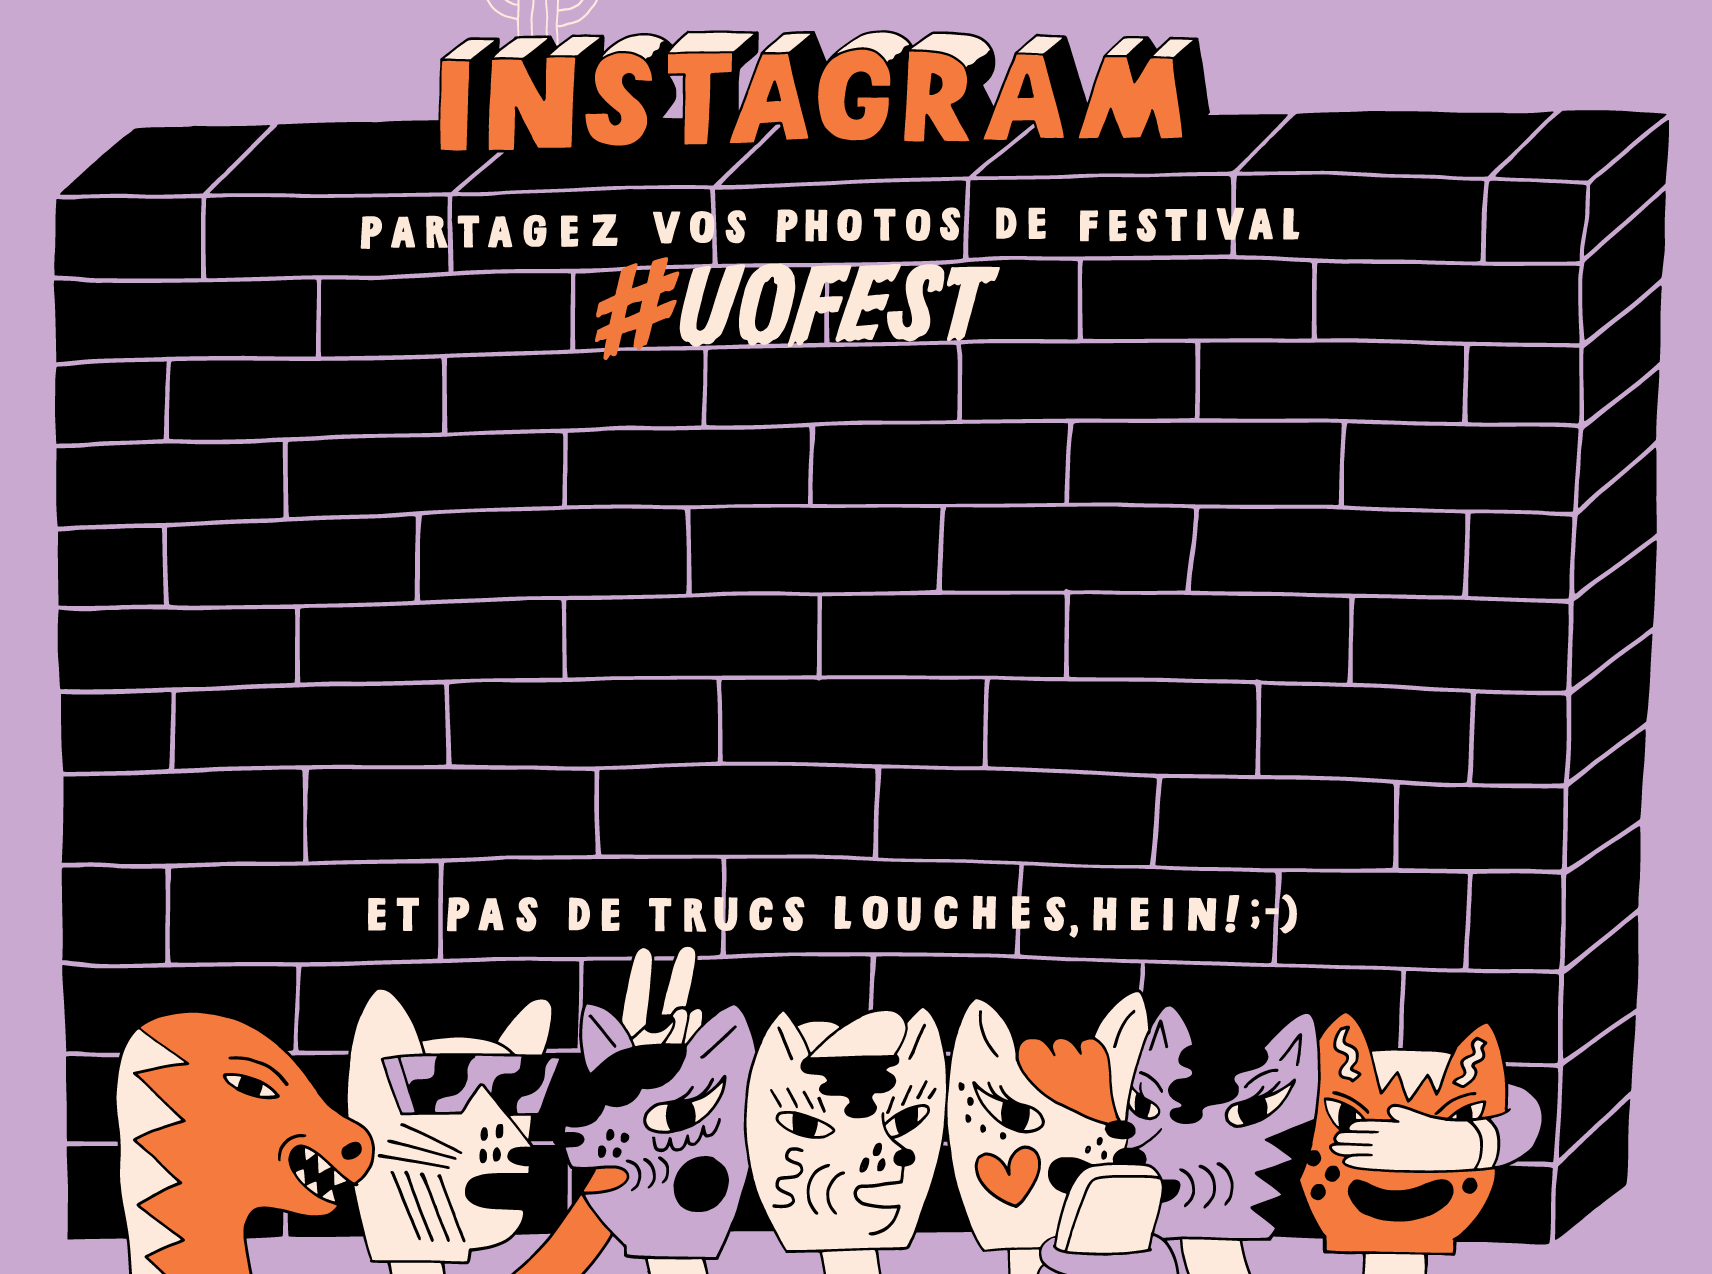 INSTAGRAM
PARTAGEZ VOS PHOTOS DE FESTIVAL
#UOFEST
ET PAS DE TRUCS LOUCHES, HEIN! ;-)